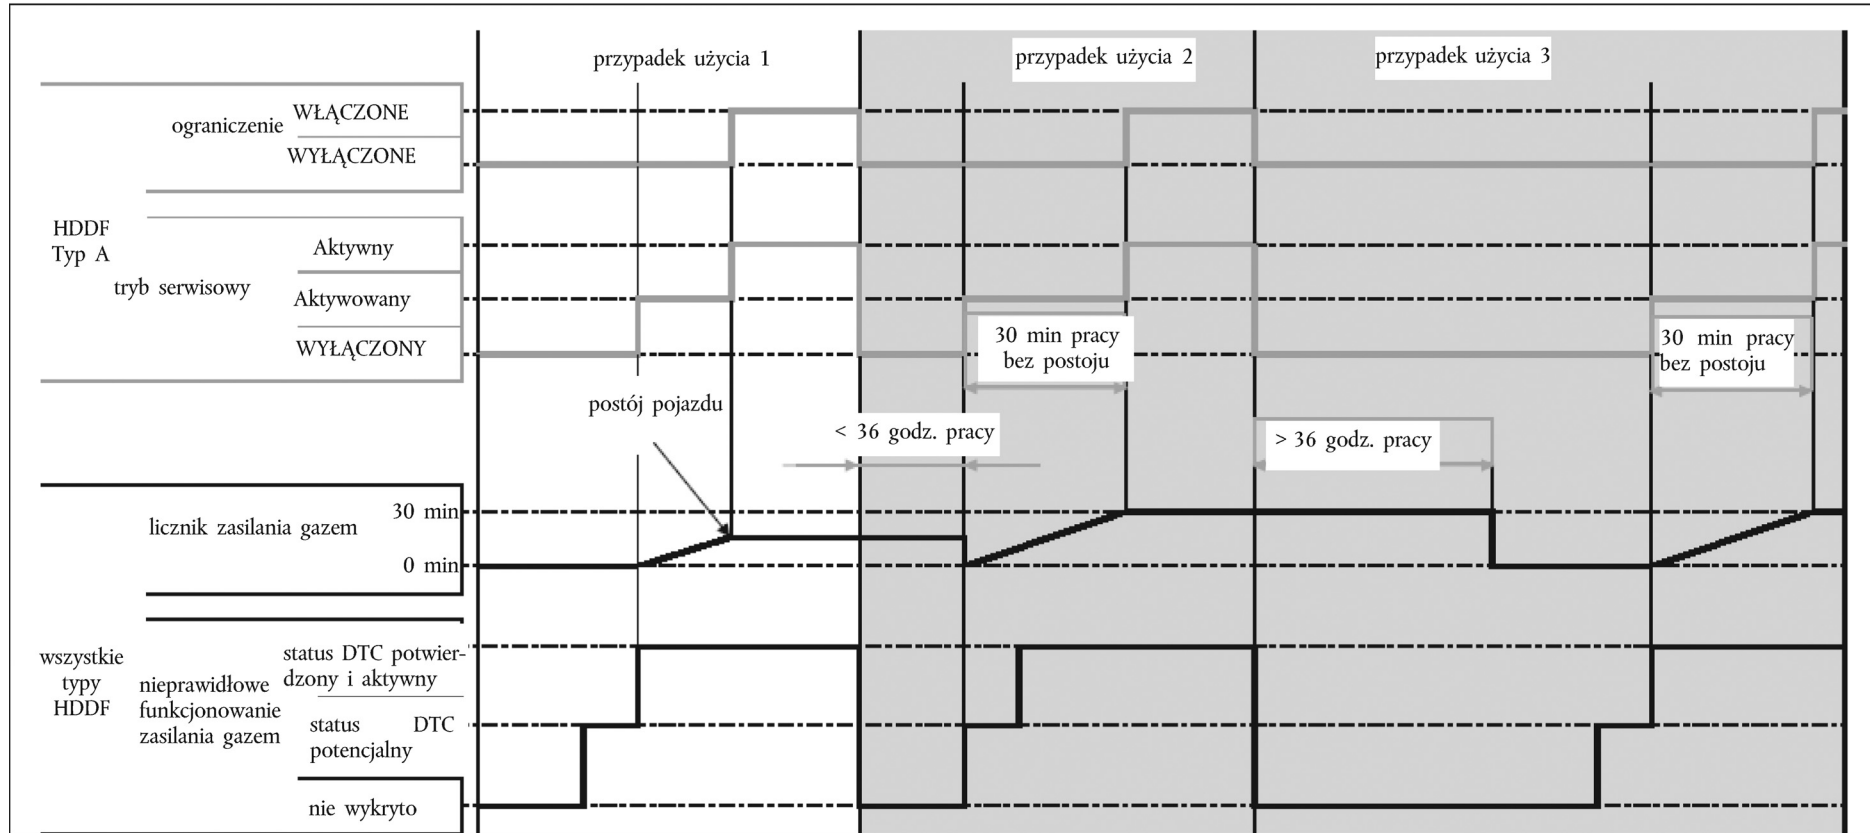 przypadek użycia 1
przypadek użycia 2
przypadek użycia 3
ograniczenie
WŁĄCZONE
WYŁĄCZONE
HDDF
Typ A
tryb serwisowy
Aktywny
Aktywowany
WYŁĄCZONY
30 min pracy
bez postoju
30 min pracy
bez postoju
postój pojazdu
< 36 godz. pracy
> 36 godz. pracy
licznik zasilania gazem
30 min
0 min
wszystkie
typy
HDDF
nieprawidłowe
funkcjonowanie
zasilania gazem
status DTC potwier-
dzony i aktywny
status DTC
potencjalny
nie wykryto